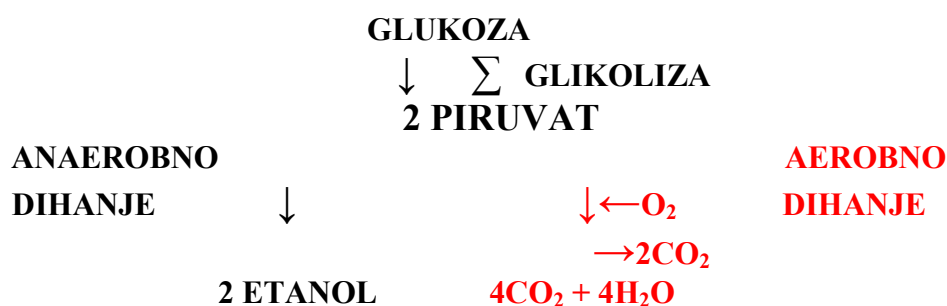 GLUKOZA
↓ ∑ GLIKOLIZA
2 PIRUVAT
ANAEROBNO AEROBNO
DIHANJE ↓ ↓←O₂ DIHANJE
→2CO₂
2 ETANOL 4CO₂ + 4H₂O